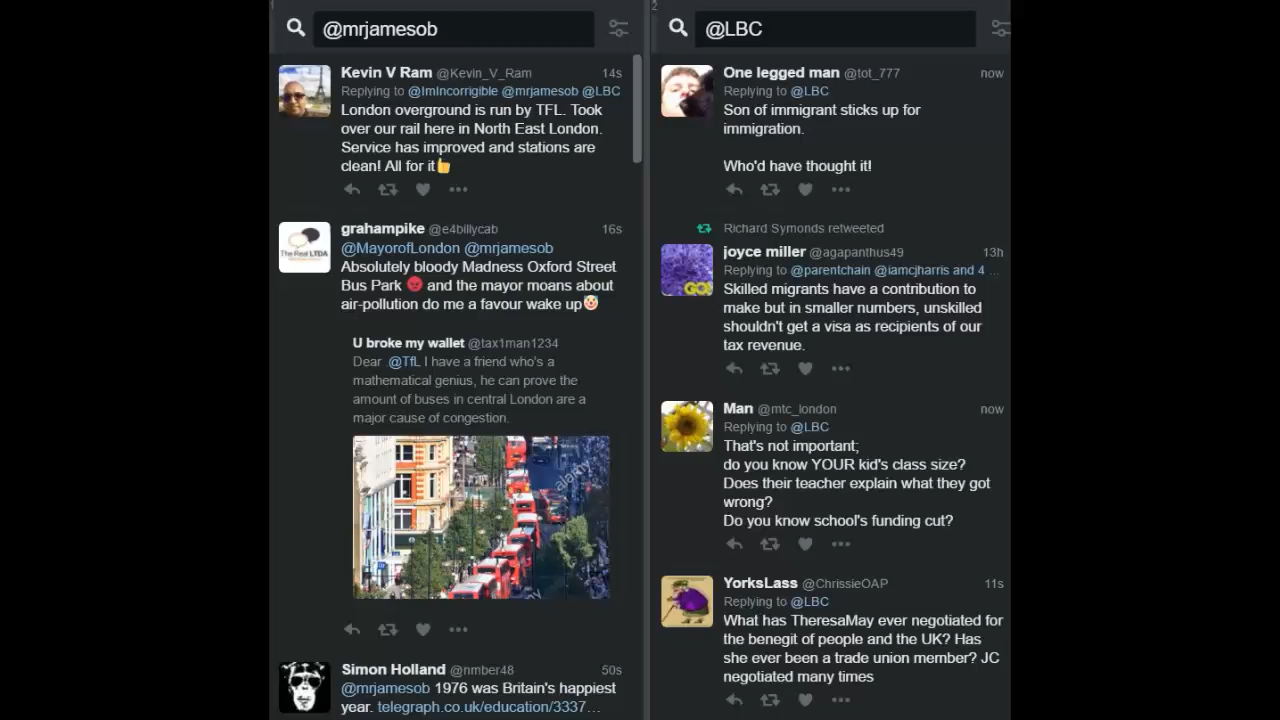 1
@mrjamesob
Kevin V Ram @Kevin_V_Ram 14s
Replying to @ImIncorrigible @mrjamesob @LBC
London overground is run by TFL. Took
over our rail here in North East London.
Service has improved and stations are
clean! All for it👍
grahampike @e4billycab 16s
The Real LTDA
@MayorofLondon @mrjamesob
Absolutely bloody Madness Oxford Street
Bus Park 😡 and the mayor moans about
air-pollution do me a favour wake up🤡
U broke my wallet @tax1man1234
Dear .@TfL I have a friend who's a
mathematical genius, he can prove the
amount of buses in central London are a
major cause of congestion.
alamy
Simon Holland @nmber48 50s
@mrjamesob 1976 was Britain's happiest
year. telegraph.co.uk/education/3337…
2
@LBC
One legged man @tot_777 now
Replying to @LBC
Son of immigrant sticks up for
immigration.
Who'd have thought it!
Richard Symonds retweeted
joyce miller @agapanthus49 13h
GO!
Replying to @parentchain @iamcjharris and 4 ...
Skilled migrants have a contribution to
make but in smaller numbers, unskilled
shouldn't get a visa as recipients of our
tax revenue.
Man @mtc_london now
Replying to @LBC
That's not important;
do you know YOUR kid's class size?
Does their teacher explain what they got
wrong?
Do you know school's funding cut?
YorksLass @ChrissieOAP 11s
Replying to @LBC
What has TheresaMay ever negotiated for
the benegit of people and the UK? Has
she ever been a trade union member? JC
negotiated many times